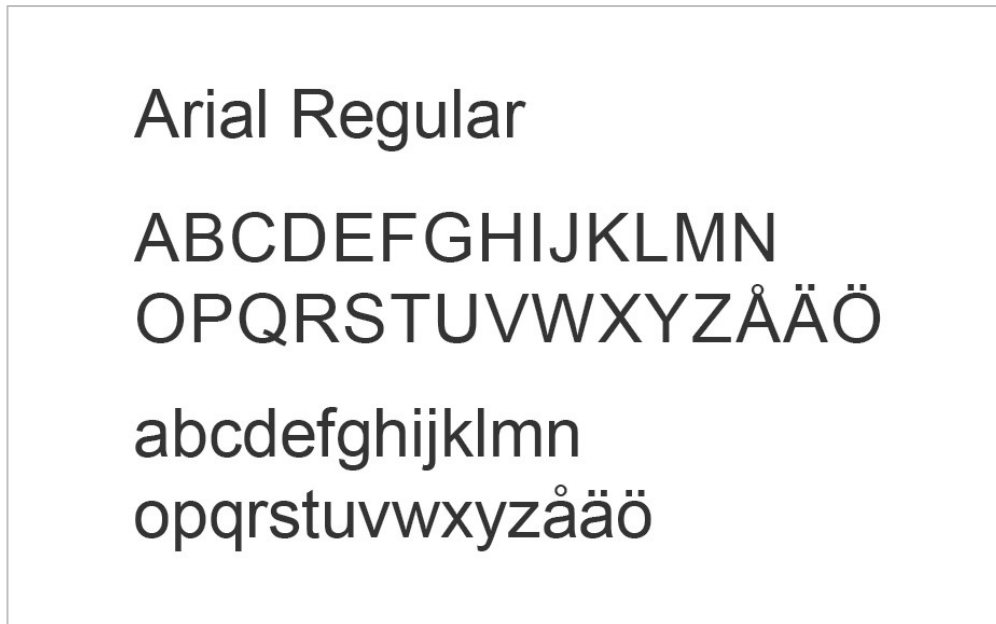 Arial Regular
ABCDEFGHIJKLMN
OPQRSTUVWXYZÅÄÖ
abcdefghijklmn
opqrstuvwxyzåäö